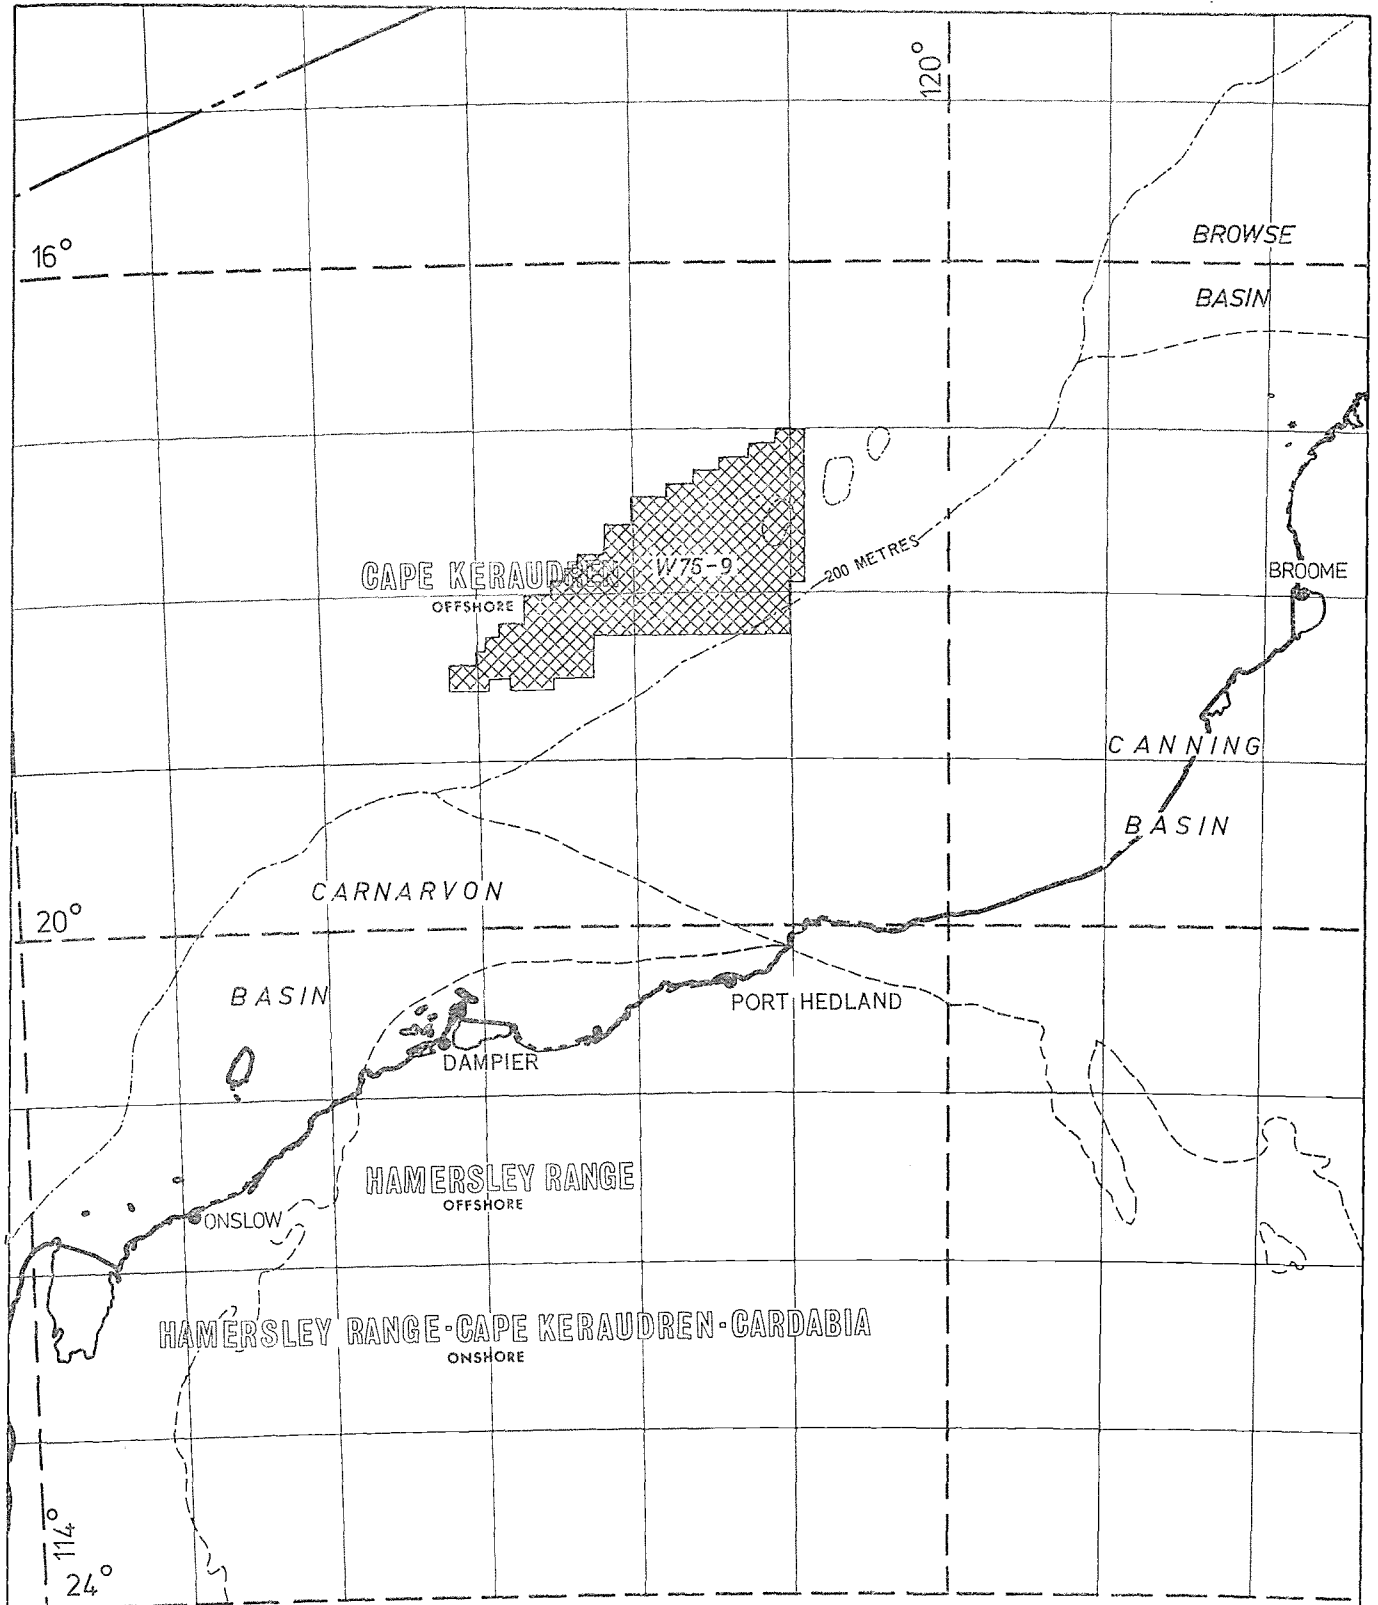 120°
BROWSE
16°
BASIN
W75-9
200 METRES
CAPE KERAUDREN
OFFSHORE
BROOME
CANNING
BASIN
CARNARVON
20°
BASIN
PORT HEDLAND
DAMPIER
HAMERSLEY RANGE
OFFSHORE
ONSLOW
HAMERSLEY RANGE·CAPE KERAUDREN·CARDABIA
ONSHORE
114°
24°